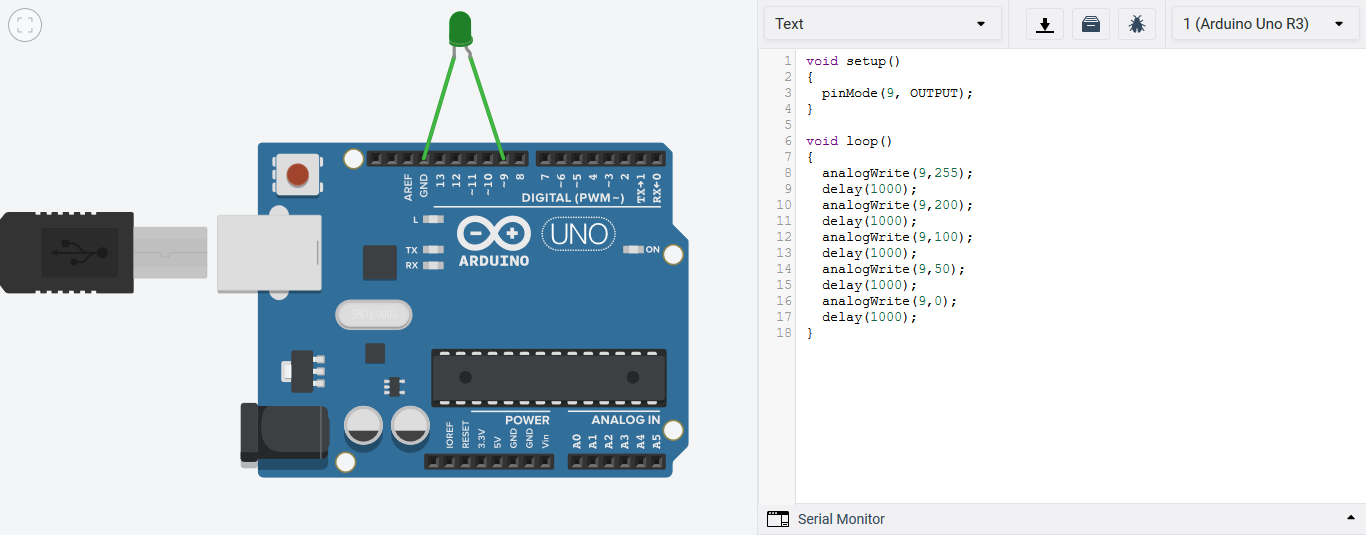 Text
1 (Arduino Uno R3)
1 void setup()
2 {
3 pinMode(9, OUTPUT);
4 }
5
6 void loop()
7 {
8 analogWrite(9,255);
9 delay(1000);
10 analogWrite(9,200);
11 delay(1000);
12 analogWrite(9,100);
13 delay(1000);
14 analogWrite(9,50);
15 delay(1000);
16 analogWrite(9,0);
17 delay(1000);
18 }
Serial Monitor
AREF
GND
13
12
~11
~10
~9
8
7
~6
~5
4
~3
2
TX→1
RX←0
DIGITAL (PWM~)
L
TX
RX
ARDUINO
UNO
ON
POWER
ANALOG IN
IOREF
RESET
3.3V
5V
GND
GND
Vin
A0
A1
A2
A3
A4
A5